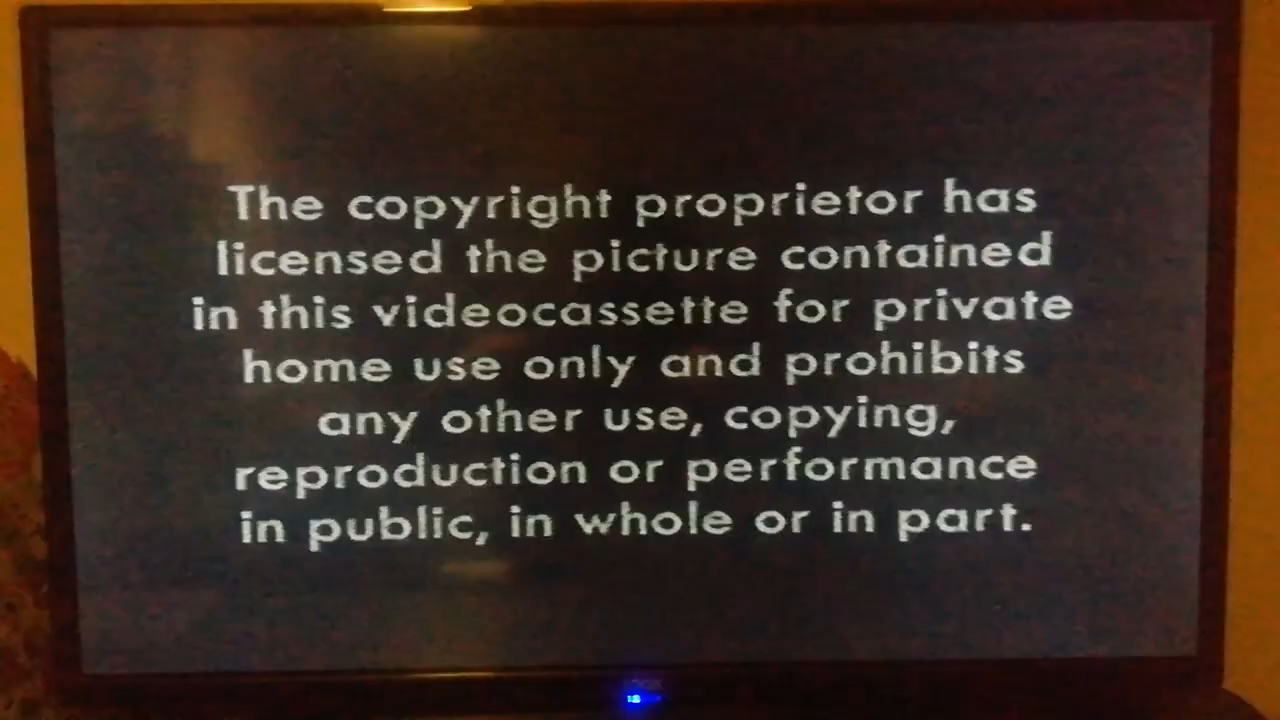 The copyright proprietor has
licensed the picture contained
in this videocassette for private
home use only and prohibits
any other use, copying,
reproduction or performance
in public, in whole or in part.